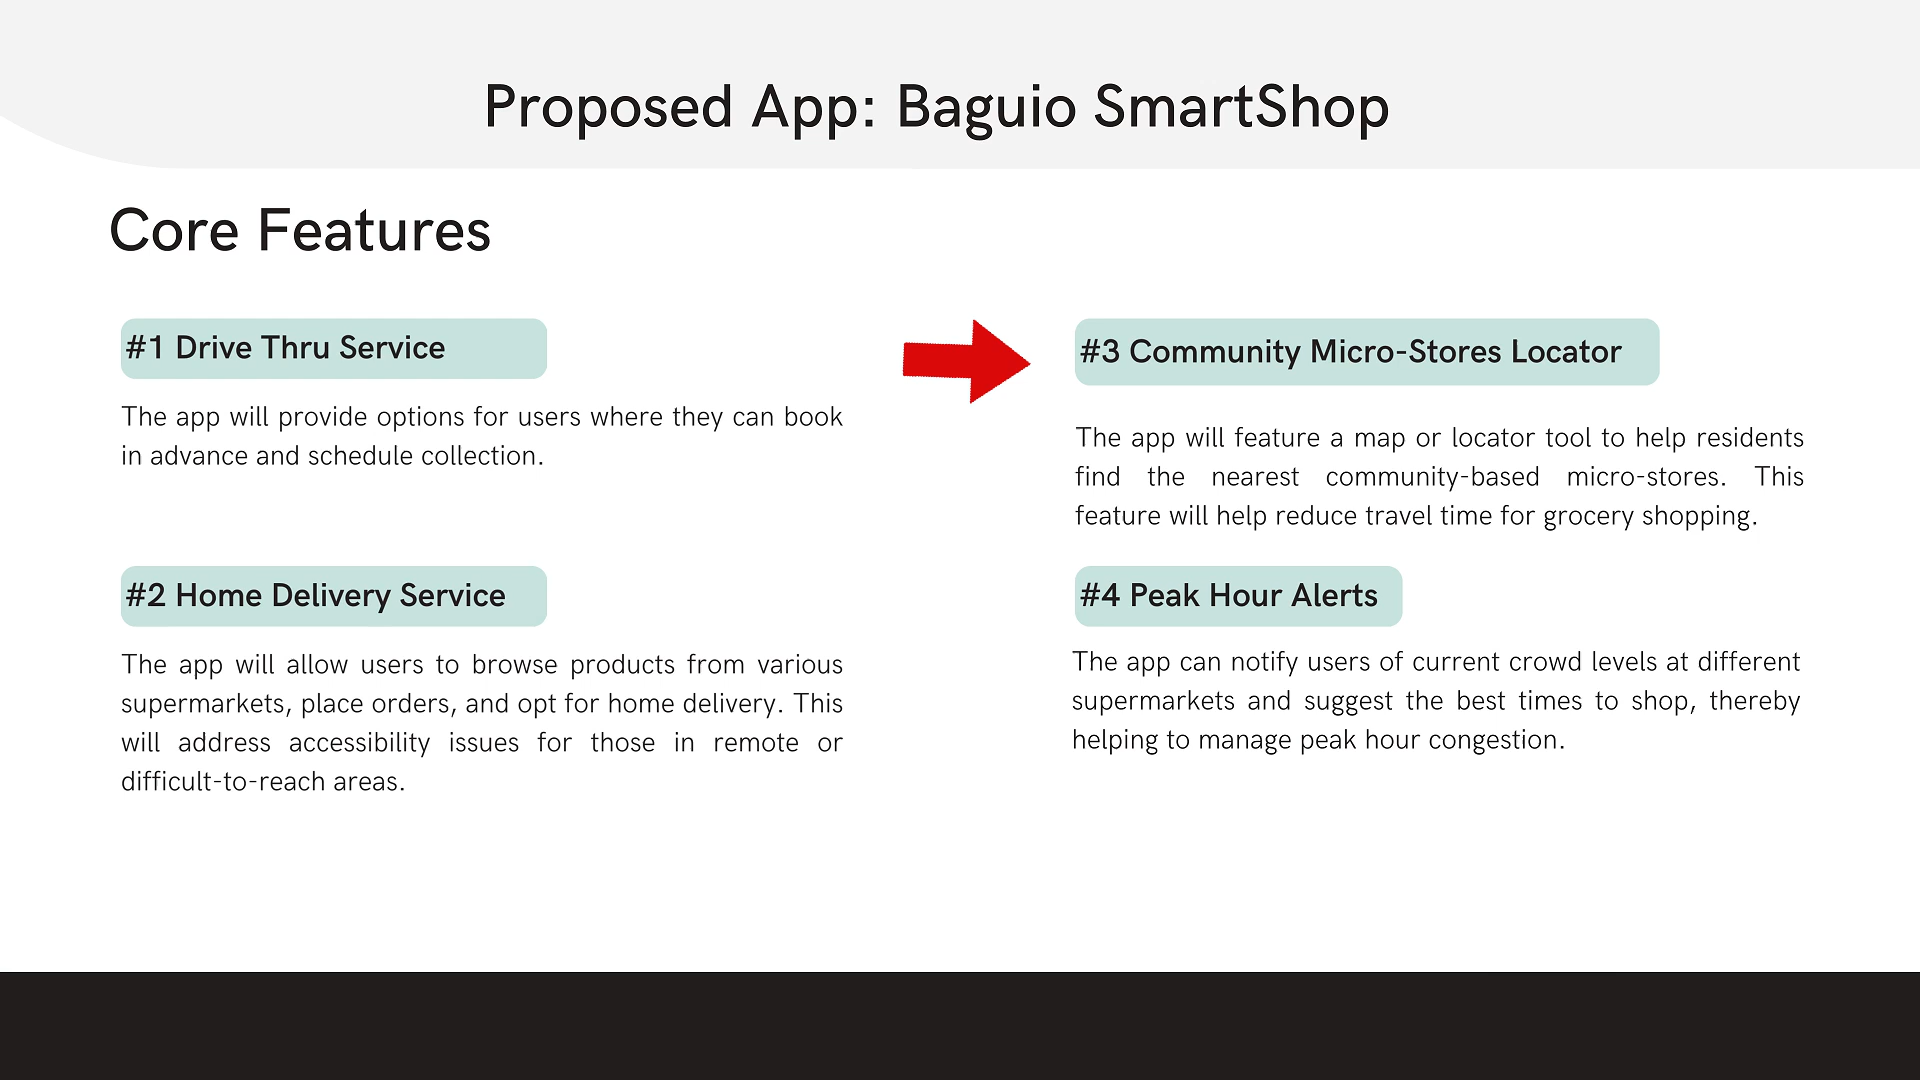 Proposed App: Baguio SmartShop
Core Features
#1 Drive Thru Service
The app will provide options for users where they can book
in advance and schedule collection.
#2 Home Delivery Service
The app will allow users to browse products from various
supermarkets, place orders, and opt for home delivery. This
will address accessibility issues for those in remote or
difficult-to-reach areas.
#3 Community Micro-Stores Locator
The app will feature a map or locator tool to help residents
find the nearest community-based micro-stores. This
feature will help reduce travel time for grocery shopping.
#4 Peak Hour Alerts
The app can notify users of current crowd levels at different
supermarkets and suggest the best times to shop, thereby
helping to manage peak hour congestion.